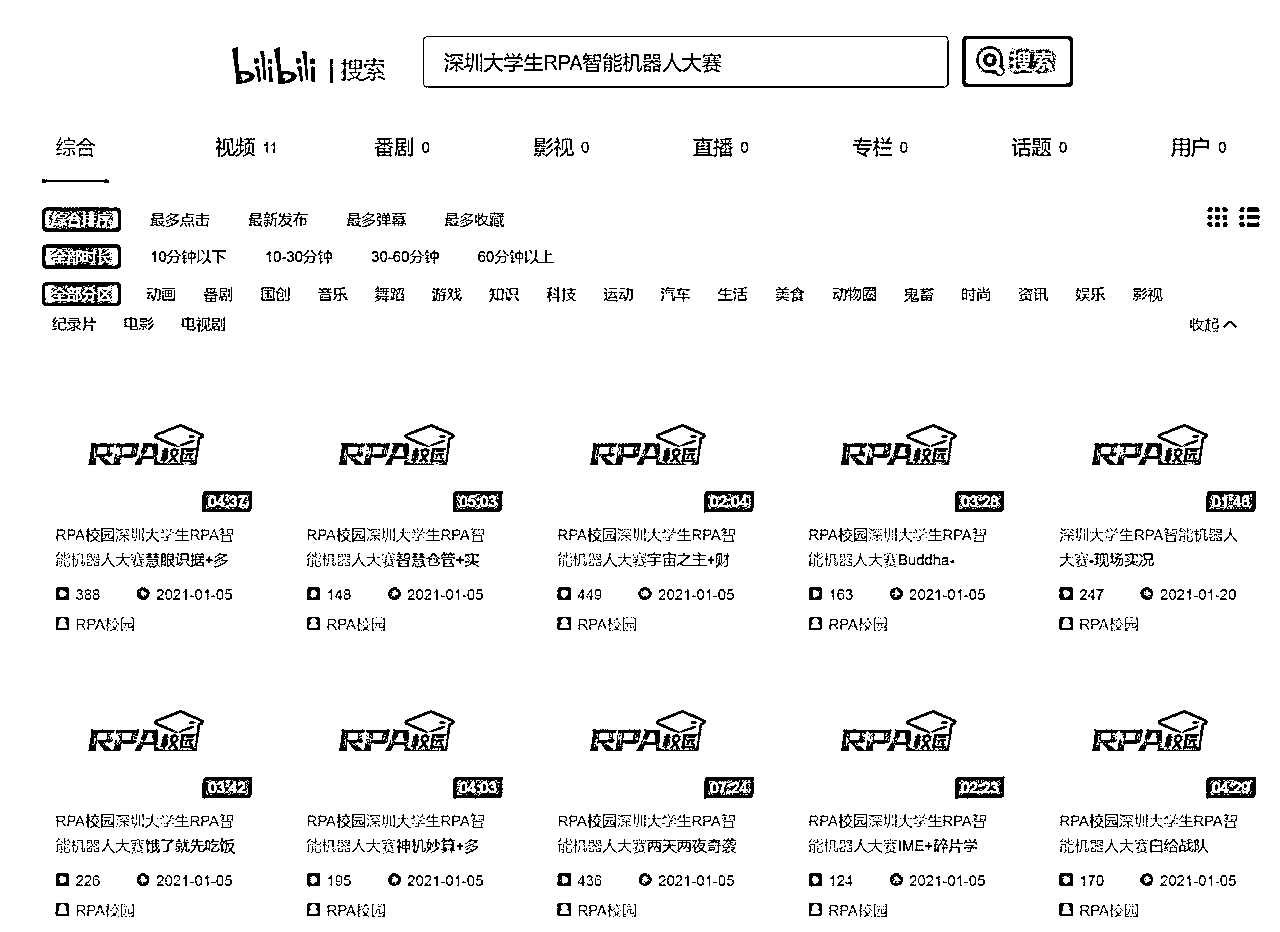 bilibili | 搜索 深圳大学生RPA智能机器人大赛 搜索
综合 视频 11 番剧 0 影视 0 直播 0 专栏 0 话题 0 用户 0
综合排序 最多点击 最新发布 最多弹幕 最多收藏
全部时长 10分钟以下 10-30分钟 30-60分钟 60分钟以上
全部分区 动画 番剧 国创 音乐 舞蹈 游戏 知识 科技 运动 汽车 生活 美食 动物圈 鬼畜 时尚 资讯 娱乐 影视
纪录片 电影 电视剧 收起
RPA校园 RPA校园 RPA校园 RPA校园 RPA校园
04:37 05:03 02:04 03:28 01:46
RPA校园深圳大学生RPA智 RPA校园深圳大学生RPA智 RPA校园深圳大学生RPA智 RPA校园深圳大学生RPA智 深圳大学生RPA智能机器人
能机器人大赛慧眼识据+多 能机器人大赛智慧仓管+实 能机器人大赛宇宙之主+财 能机器人大赛Buddha- 大赛-现场实况
388 2021-01-05 148 2021-01-05 449 2021-01-05 163 2021-01-05 247 2021-01-20
RPA校园 RPA校园 RPA校园 RPA校园 RPA校园
RPA校园 RPA校园 RPA校园 RPA校园 RPA校园
03:42 04:03 07:24 02:23 04:29
RPA校园深圳大学生RPA智 RPA校园深圳大学生RPA智 RPA校园深圳大学生RPA智 RPA校园深圳大学生RPA智 RPA校园深圳大学生RPA智
能机器人大赛饿了就先吃饭 能机器人大赛神机妙算+多 能机器人大赛两天两夜奇袭 能机器人大赛IME+碎片学 能机器人大赛白给战队
226 2021-01-05 195 2021-01-05 436 2021-01-05 124 2021-01-05 170 2021-01-05
RPA校园 RPA校园 RPA校园 RPA校园 RPA校园